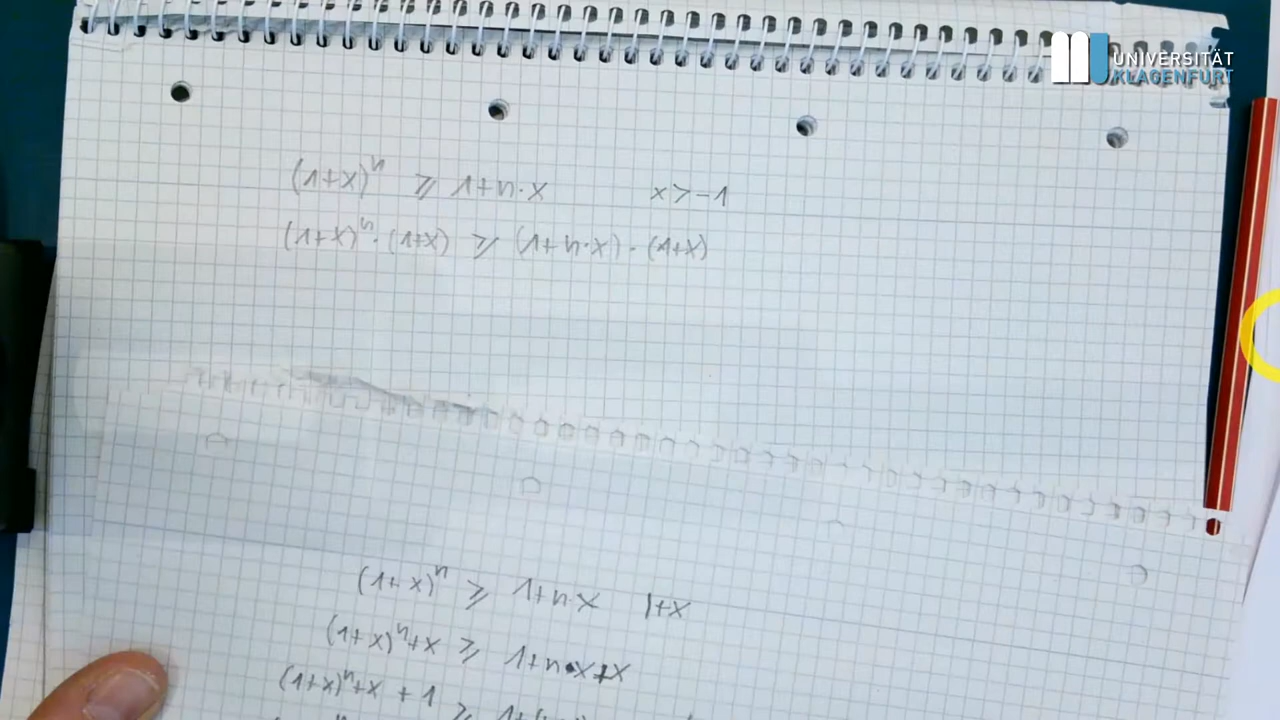 UNIVERSITÄT
KLAGENFURT
(1+x)ⁿ ≥ 1+n·x x>-1
(1+x)ⁿ·(1+x) ≥ (1+n·x)·(1+x)
(1+x)ⁿ ≥ 1+n·x |+x
(1+x)ⁿ+x ≥ 1+n·x+x
(1+x)ⁿ+x + 1 ≥